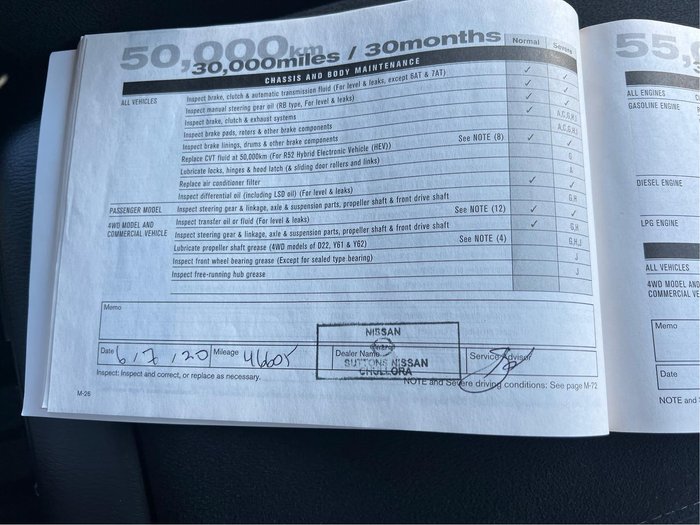 50,000km
30,000miles / 30months
Normal Severe
CHASSIS AND BODY MAINTENANCE
ALL VEHICLES Inspect brake, clutch & automatic transmission fluid (For level & leaks, except 6AT & 7AT) ✓ ✓
Inspect manual steering gear oil (RB type, For level & leaks) ✓ ✓
Inspect brake, clutch & exhaust systems ✓ ✓
Inspect brake pads, rotors & other brake components A,C,G,H,I
Inspect brake linings, drums & other brake components A,C,G,H,I
Replace CVT fluid at 50,000km (For R52 Hybrid Electronic Vehicle (HEV)) See NOTE (8) ✓ ✓
Lubricate locks, hinges & hood latch (& sliding door rollers and links) G
Replace air conditioner filter A
Inspect differential oil (including LSD oil) (For level & leaks) ✓ ✓
PASSENGER MODEL Inspect steering gear & linkage, axle & suspension parts, propeller shaft & front drive shaft G,H
4WD MODEL AND COMMERCIAL VEHICLE Inspect transfer oil or fluid (For level & leaks) See NOTE (12) ✓ ✓
Inspect steering gear & linkage, axle & suspension parts, propeller shaft & front drive shaft ✓ G,H
Lubricate propeller shaft grease (4WD models of D22, Y61 & Y62) See NOTE (4) G,H,J
Inspect front wheel bearing grease (Except for sealed type bearing) J
Inspect free-running hub grease J
Memo
Date 6/7/20 Mileage 46605 Dealer Name Service Advisor
NISSAN
SUTTONS NISSAN
CHULLORA
Inspect: Inspect and correct, or replace as necessary.
NOTE and Severe driving conditions: See page M-72
M-25
55,
ALL ENGINES
GASOLINE ENGINE
DIESEL ENGINE
LPG ENGINE
ALL VEHICLES
4WD MODEL AND
COMMERCIAL VE
Memo
Date
NOTE and